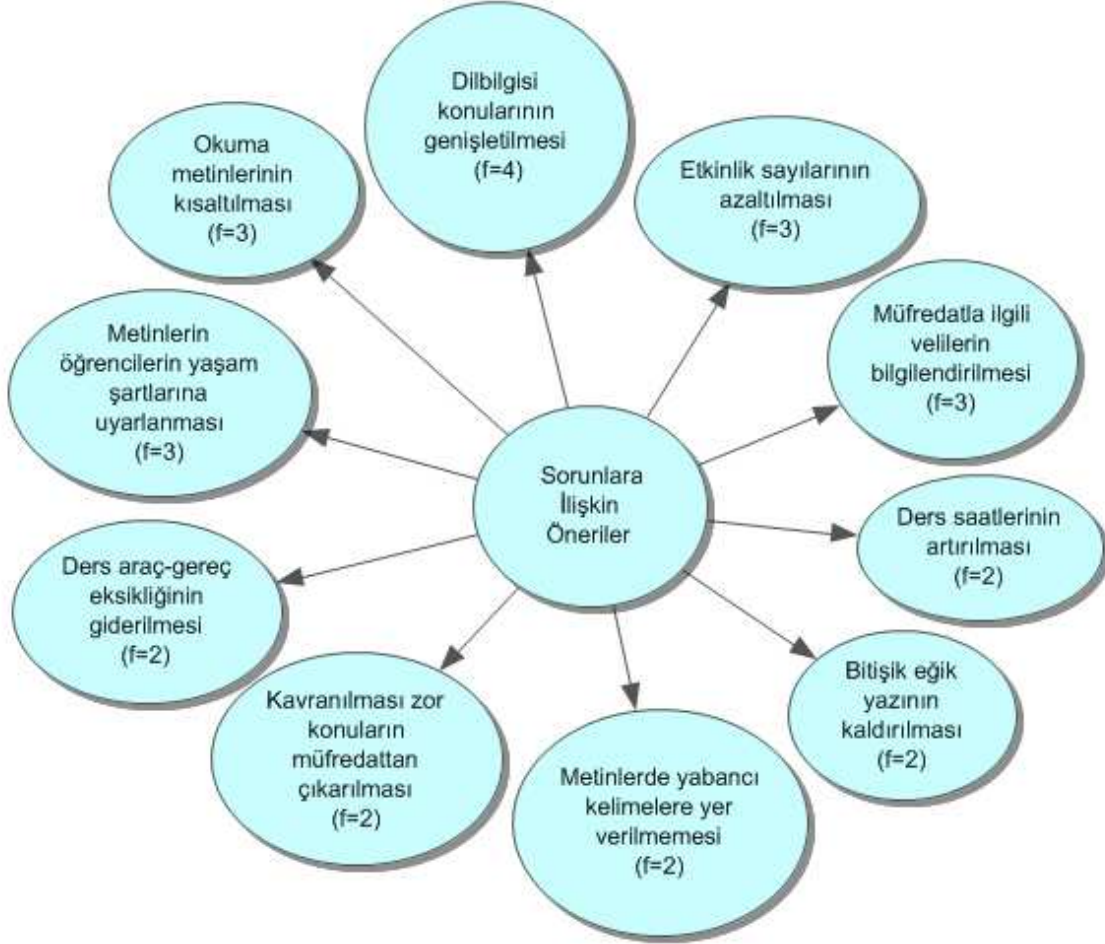 Dilbilgisi
konularının
genişletilmesi
(f=4)
Okuma
metinlerinin
kısaltılması
(f=3)
Etkinlik sayılarının
azaltılması
(f=3)
Müfredatla ilgili
velilerin
bilgilendirilmesi
(f=3)
Metinlerin
öğrencilerin yaşam
şartlarına
uyarlanması
(f=3)
Sorunlara
İlişkin
Öneriler
Ders saatlerinin
artırılması
(f=2)
Ders araç-gereç
eksikliğinin
giderilmesi
(f=2)
Bitişik eğik
yazının
kaldırılması
(f=2)
Kavranılması zor
konuların
müfredattan
çıkarılması
(f=2)
Metinlerde yabancı
kelimelere yer
verilmemesi
(f=2)